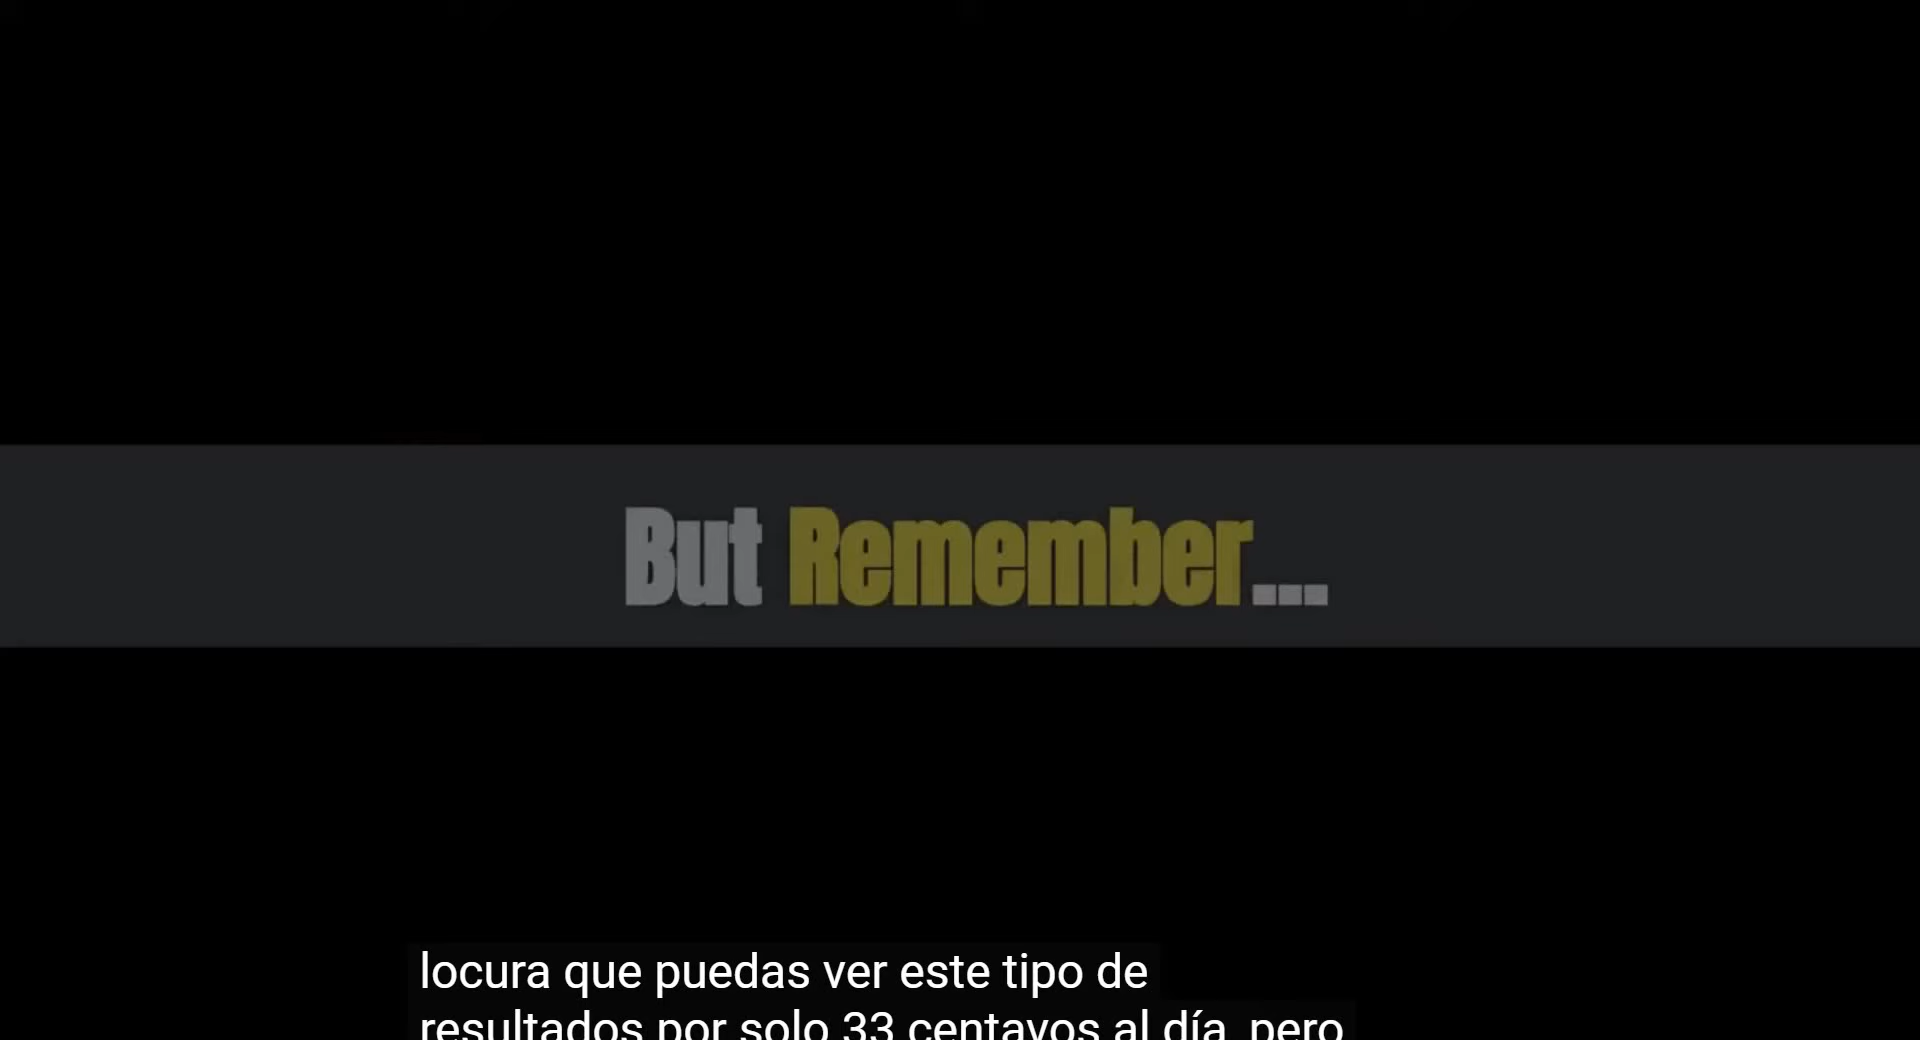 But Remember...
locura que puedas ver este tipo de
resultados por solo 33 centavos al día, pero